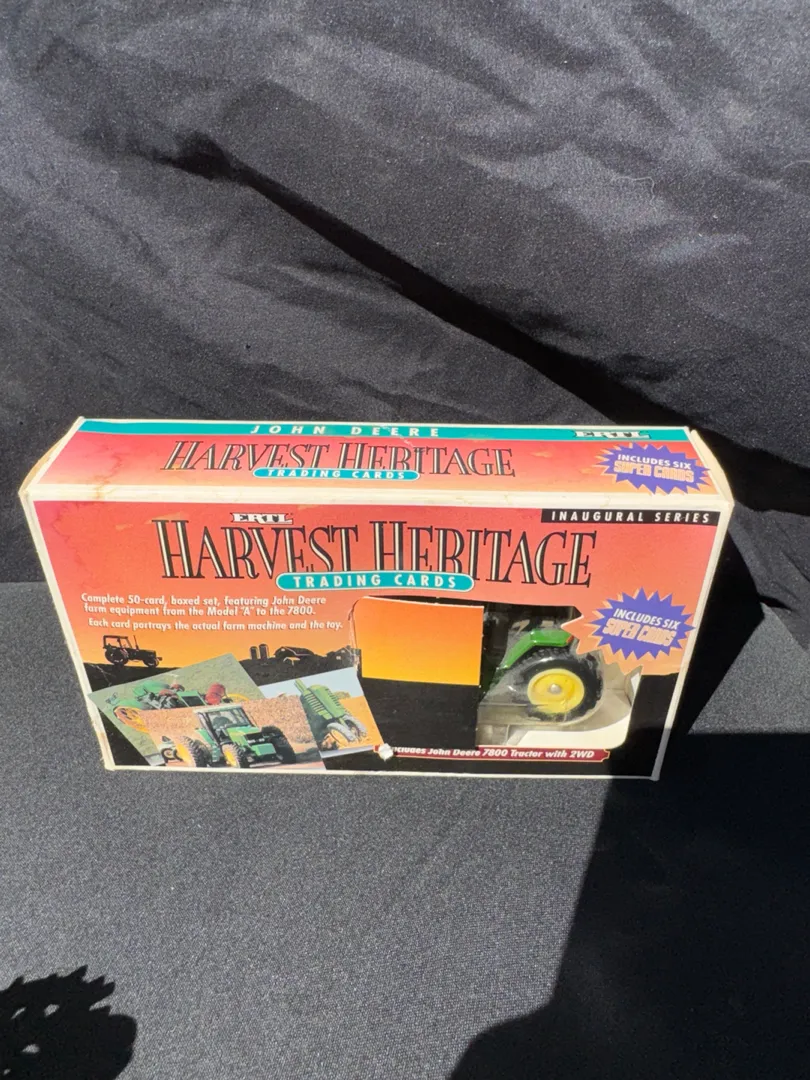 JOHN DEERE
ERTL
HARVEST HERITAGE
TRADING CARDS
INCLUDES SIX
SUPER CARDS
INAUGURAL SERIES
ERTL
HARVEST HERITAGE
TRADING CARDS
Complete 50-card, boxed set, featuring John Deere
farm equipment from the Model "A" to the 7800.
Each card portrays the actual farm machine and the toy.
INCLUDES SIX
SUPER CARDS
Includes John Deere 7800 Tractor with 2WD